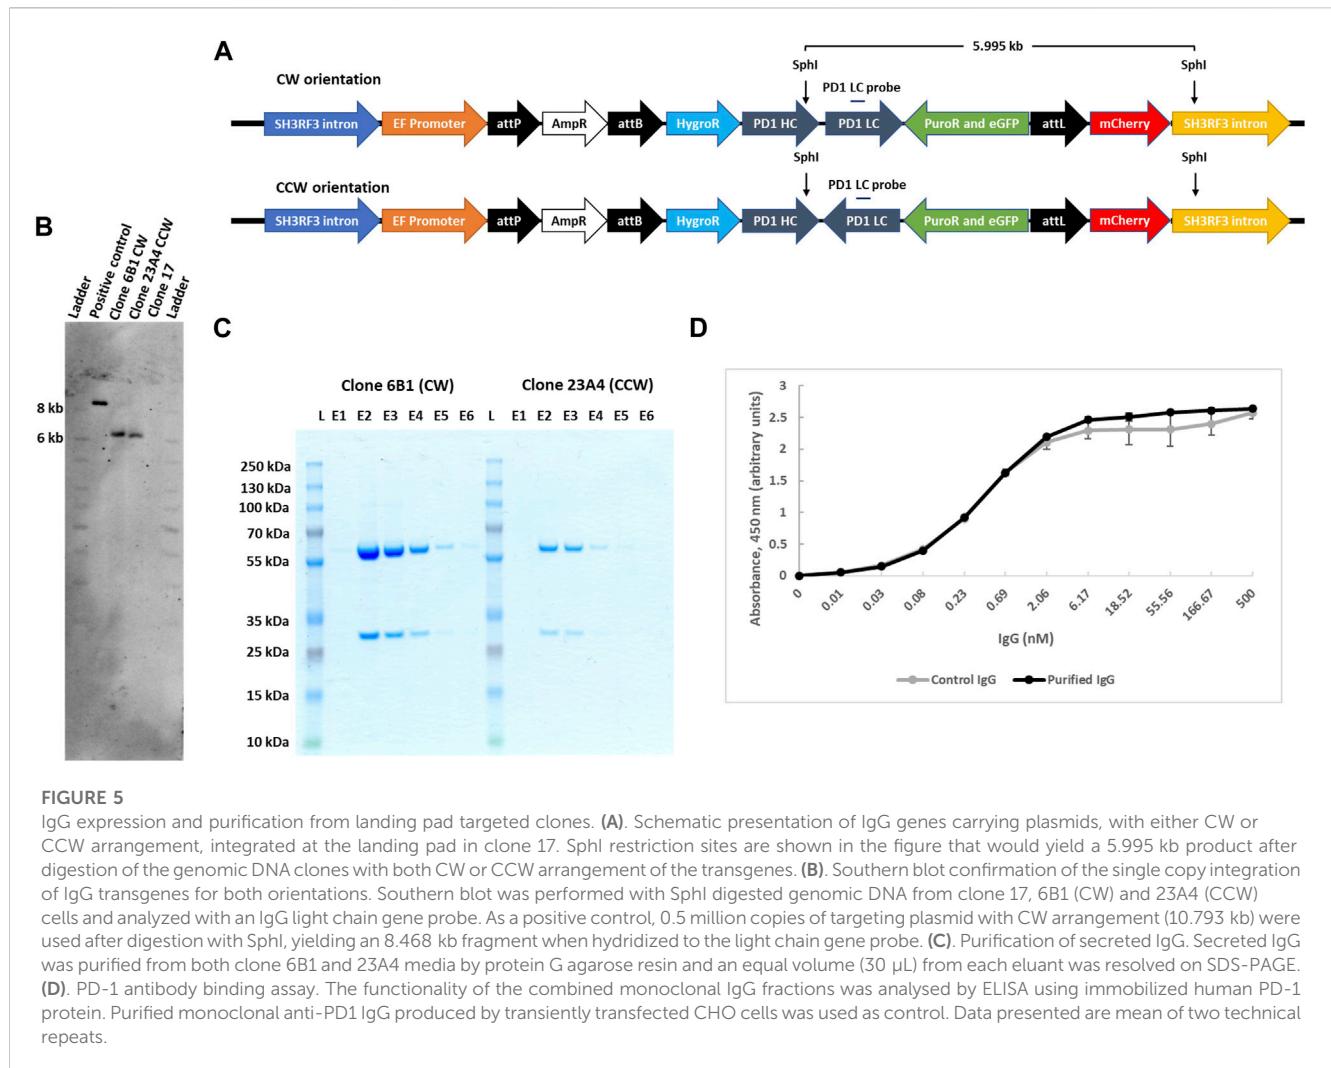 A
5.995 kb
SphI
SphI
CW orientation
PD1 LC probe
SH3RF3 intron
EF Promoter
attP
AmpR
attB
HygroR
PD1 HC
PD1 LC
PuroR and eGFP
attL
mCherry
SH3RF3 intron
SphI
SphI
CCW orientation
PD1 LC probe
SH3RF3 intron
EF Promoter
attP
AmpR
attB
HygroR
PD1 HC
PD1 LC
PuroR and eGFP
attL
mCherry
SH3RF3 intron
B
Ladder
Positive control
Clone 6B1 CW
Clone 23A4 CCW
Clone 17
Ladder
8 kb
6 kb
C
Clone 6B1 (CW)
Clone 23A4 (CCW)
L E1 E2 E3 E4 E5 E6 L E1 E2 E3 E4 E5 E6
250 kDa
130 kDa
100 kDa
70 kDa
55 kDa
35 kDa
25 kDa
15 kDa
10 kDa
D
Absorbance, 450 nm (arbitrary units)
3
2.5
2
1.5
1
0.5
0
0 0.01 0.03 0.08 0.23 0.69 2.06 6.17 18.52 55.56 166.67 500
IgG (nM)
Control IgG
Purified IgG
FIGURE 5
IgG expression and purification from landing pad targeted clones. (A). Schematic presentation of IgG genes carrying plasmids, with either CW or
CCW arrangement, integrated at the landing pad in clone 17. SphI restriction sites are shown in the figure that would yield a 5.995 kb product after
digestion of the genomic DNA clones with both CW or CCW arrangement of the transgenes. (B). Southern blot confirmation of the single copy integration
of IgG transgenes for both orientations. Southern blot was performed with SphI digested genomic DNA from clone 17, 6B1 (CW) and 23A4 (CCW)
cells and analyzed with an IgG light chain gene probe. As a positive control, 0.5 million copies of targeting plasmid with CW arrangement (10.793 kb) were
used after digestion with SphI, yielding an 8.468 kb fragment when hydridized to the light chain gene probe. (C). Purification of secreted IgG. Secreted IgG
was purified from both clone 6B1 and 23A4 media by protein G agarose resin and an equal volume (30 μL) from each eluant was resolved on SDS-PAGE.
(D). PD-1 antibody binding assay. The functionality of the combined monoclonal IgG fractions was analysed by ELISA using immobilized human PD-1
protein. Purified monoclonal anti-PD1 IgG produced by transiently transfected CHO cells was used as control. Data presented are mean of two technical
repeats.